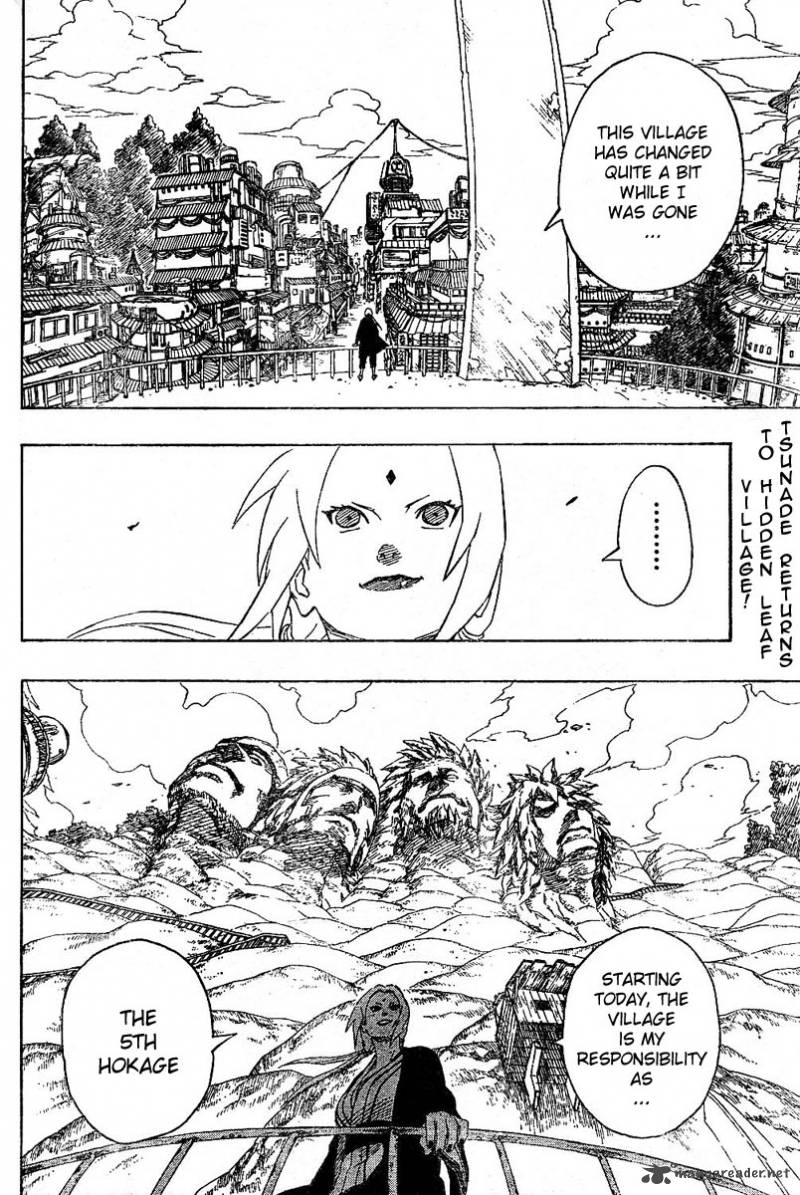 THIS VILLAGE
HAS CHANGED
QUITE A BIT
WHILE I
WAS GONE
...
TSUNADE RETURNS
TO HIDDEN LEAF
VILLAGE!
........
STARTING
TODAY, THE
VILLAGE
IS MY
RESPONSIBILITY
AS
...
THE
5TH
HOKAGE
mangareader.net